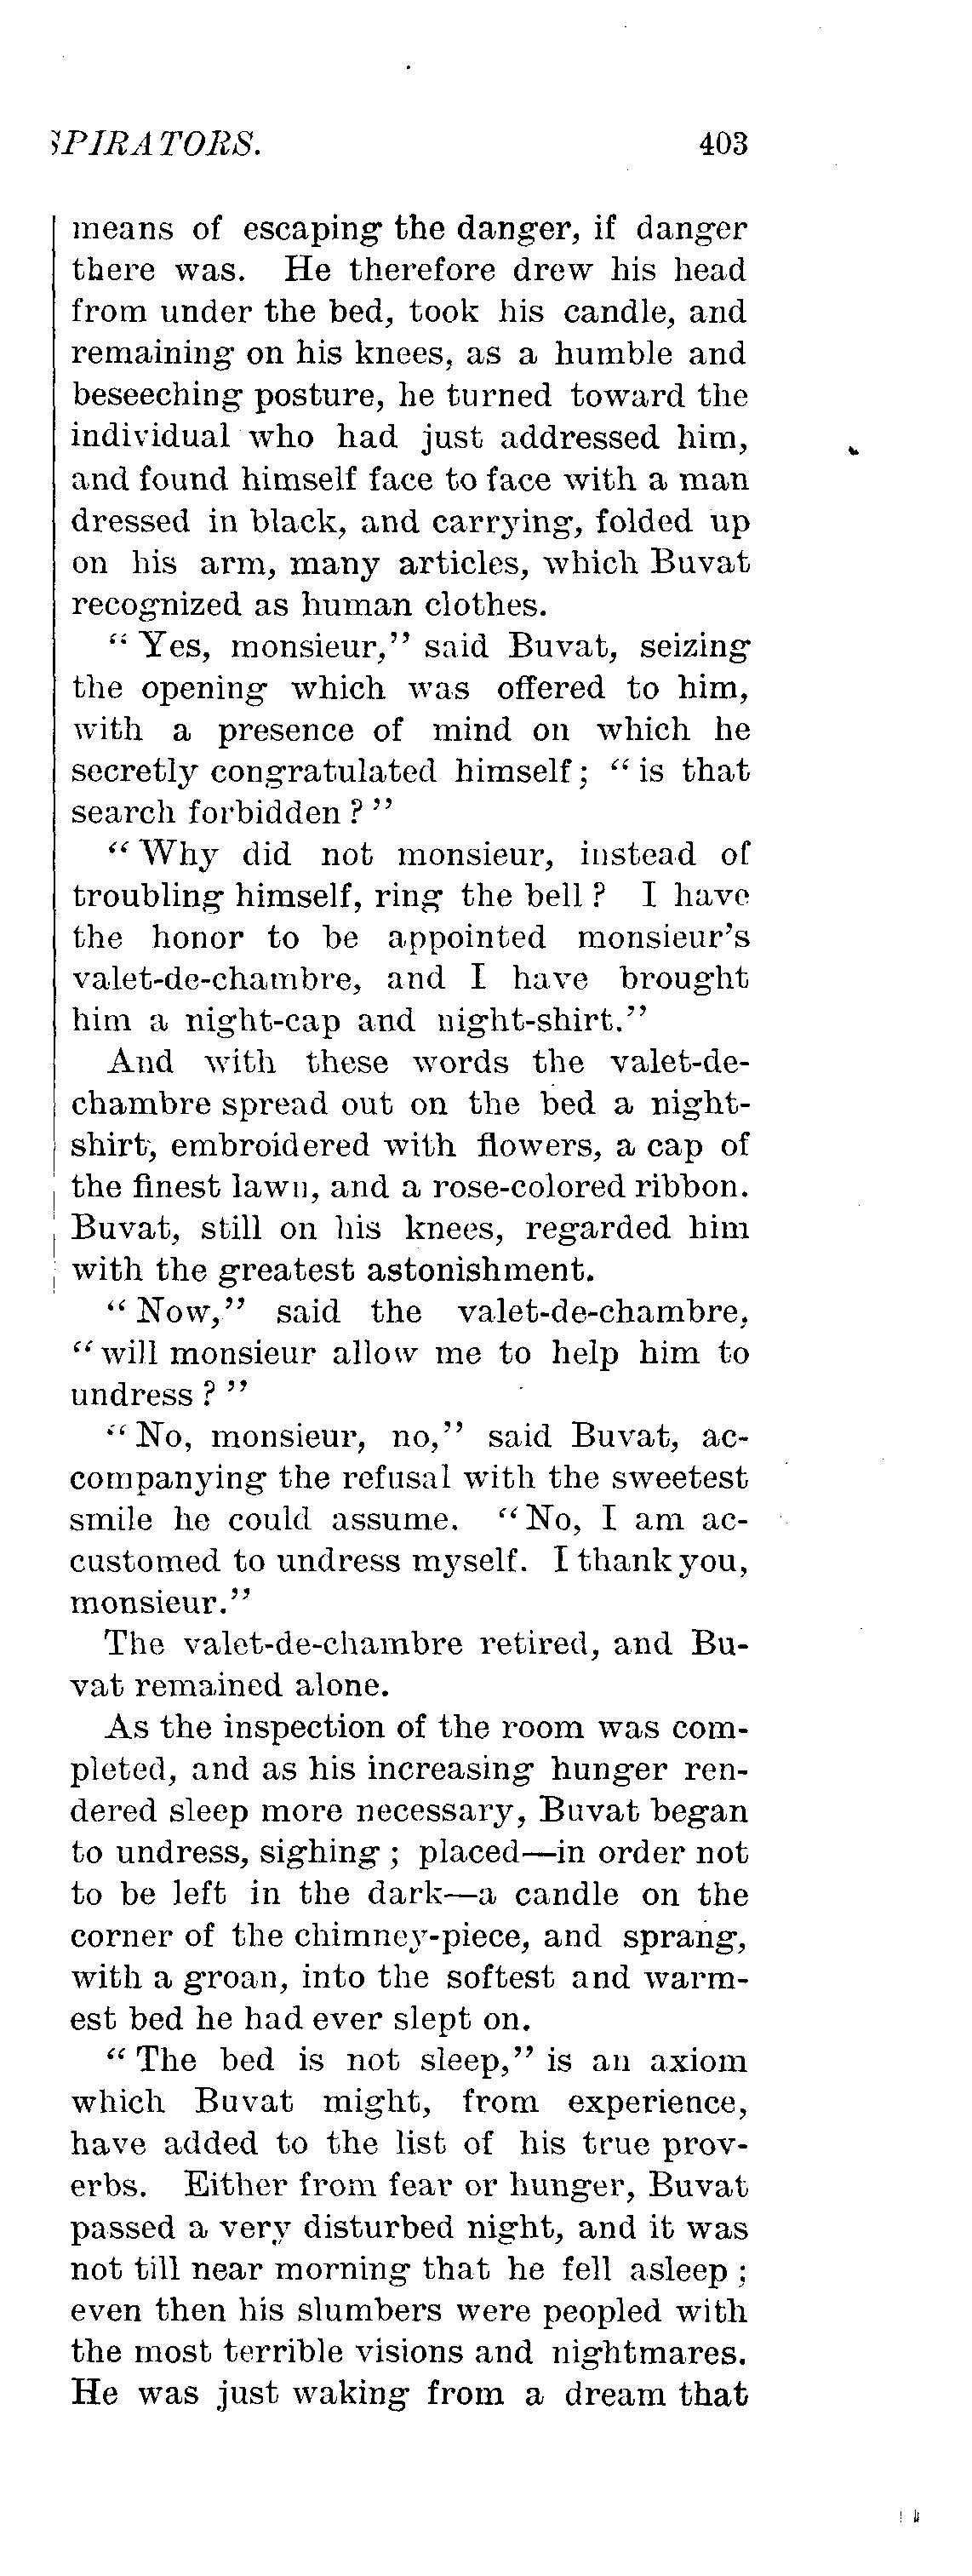 SPIRATORS. 403
means of escaping the danger, if danger
there was. He therefore drew his head
from under the bed, took his candle, and
remaining on his knees, as a humble and
beseeching posture, he turned toward the
individual who had just addressed him,
and found himself face to face with a man
dressed in black, and carrying, folded up
on his arm, many articles, which Buvat
recognized as human clothes.
“Yes, monsieur,” said Buvat, seizing
the opening which was offered to him,
with a presence of mind on which he
secretly congratulated himself; “is that
search forbidden?”
“Why did not monsieur, instead of
troubling himself, ring the bell? I have
the honor to be appointed monsieur's
valet-de-chambre, and I have brought
him a night-cap and night-shirt.”
And with these words the valet-de-
chambre spread out on the bed a night-
shirt, embroidered with flowers, a cap of
the finest lawn, and a rose-colored ribbon.
Buvat, still on his knees, regarded him
with the greatest astonishment.
“Now,” said the valet-de-chambre,
“will monsieur allow me to help him to
undress?”
“No, monsieur, no,” said Buvat, ac-
companying the refusal with the sweetest
smile he could assume. “No, I am ac-
customed to undress myself. I thank you,
monsieur.”
The valet-de-chambre retired, and Bu-
vat remained alone.
As the inspection of the room was com-
pleted, and as his increasing hunger ren-
dered sleep more necessary, Buvat began
to undress, sighing; placed—in order not
to be left in the dark—a candle on the
corner of the chimney-piece, and sprang,
with a groan, into the softest and warm-
est bed he had ever slept on.
“The bed is not sleep,” is an axiom
which Buvat might, from experience,
have added to the list of his true prov-
erbs. Either from fear or hunger, Buvat
passed a very disturbed night, and it was
not till near morning that he fell asleep;
even then his slumbers were peopled with
the most terrible visions and nightmares.
He was just waking from a dream that